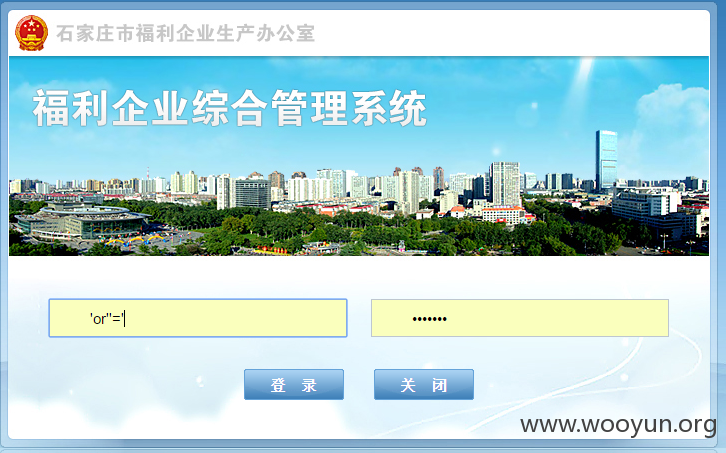 石家庄市福利企业生产办公室
福利企业综合管理系统
'or''='
•••••••
登 录
关 闭
www.wooyun.org